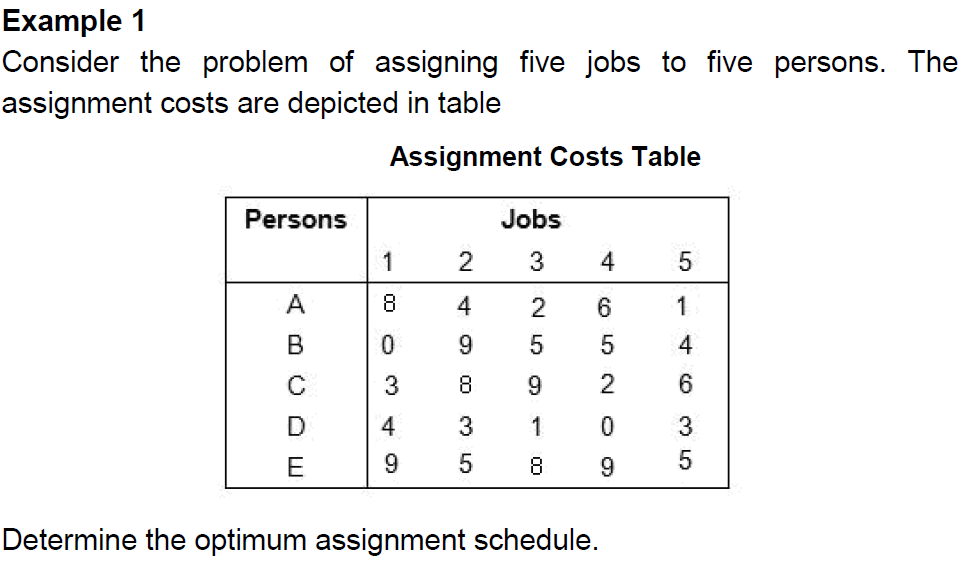 Example 1
Consider the problem of assigning five jobs to five persons. The
assignment costs are depicted in table
Assignment Costs Table
Persons Jobs
1 2 3 4 5
A 8 4 2 6 1
B 0 9 5 5 4
C 3 8 9 2 6
D 4 3 1 0 3
E 9 5 8 9 5
Determine the optimum assignment schedule.